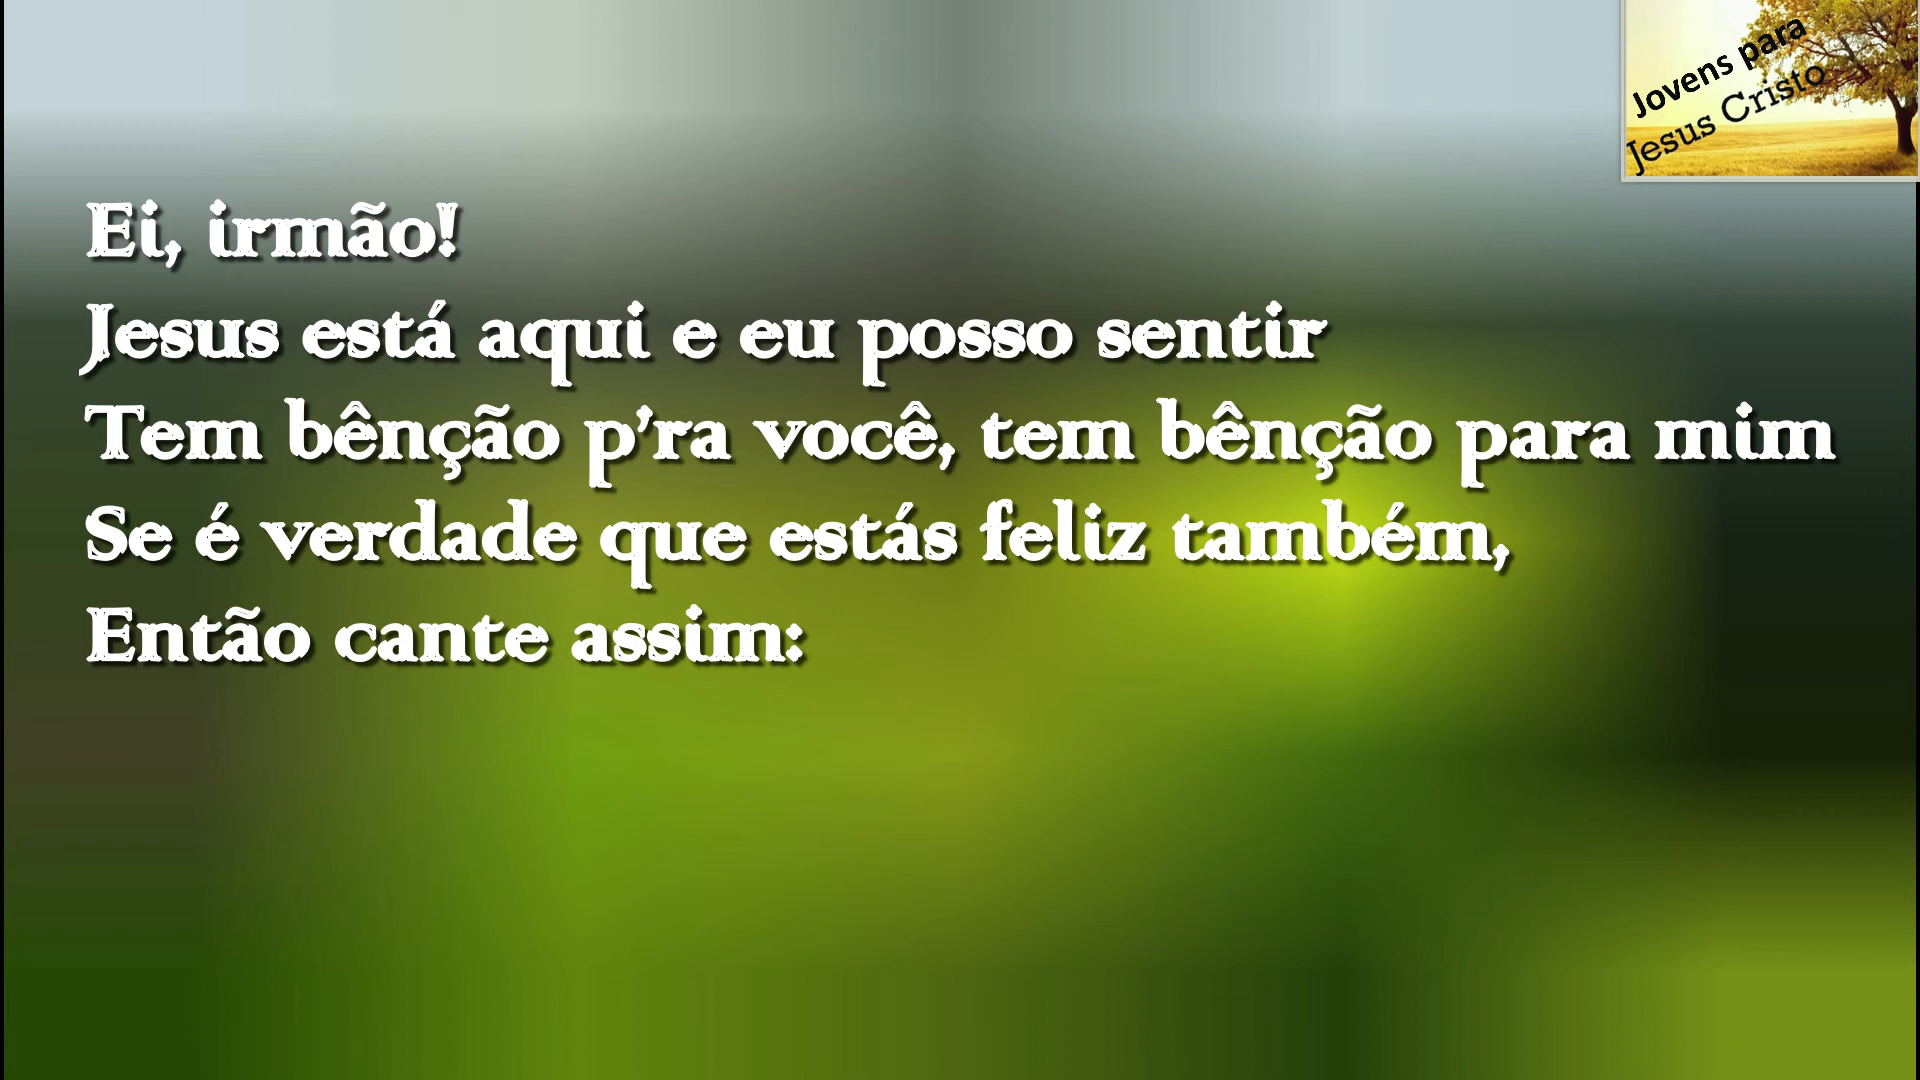 Jovens para
Jesus Cristo
Ei, irmão!
Jesus está aqui e eu posso sentir
Tem bênção p'ra você, tem bênção para mim
Se é verdade que estás feliz também,
Então cante assim: